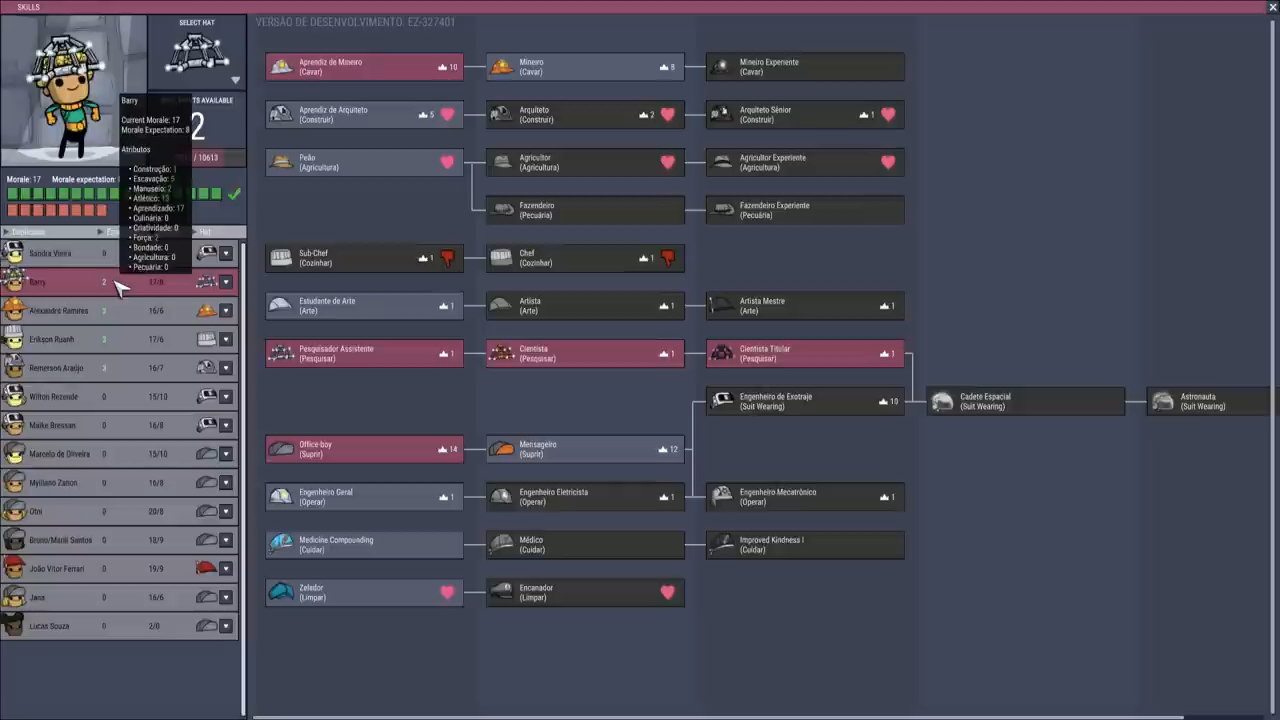 SKILLS
SELECT HAT
VERSÃO DE DESENVOLVIMENTO: EZ-327401
POINTS AVAILABLE
2
/ 10613
Barry
Current Morale: 17
Morale Expectation: 8
Atributos
• Construção: 1
• Escavação: 5
• Manuseio: 2
• Atlético: 13
• Aprendizado: 17
• Culinária: 0
• Criatividade: 0
• Força: 2
• Bondade: 0
• Agricultura: 0
• Pecuária: 0
Morale: 17
Morale expectation:
Hat
Sandra Vieira 0
Barry 2 17/8
Alexandre Ramires 3 16/6
Erikson Ruanh 3 17/6
Remerson Araújo 3 16/7
Wilton Rezende 0 15/10
Maike Bressan 0 16/8
Marcelo de Oliveira 0 15/10
Myiliano Zanon 0 16/8
Otni 0 20/8
Bruno/Marili Santos 0 18/9
João Vitor Ferrari 0 19/9
Jean 0 16/6
Lucas Souza 0 2/0
Aprendiz de Mineiro
(Cavar)
10
Mineiro
(Cavar)
8
Mineiro Experiente
(Cavar)
Aprendiz de Arquiteto
(Construir)
5
Arquiteto
(Construir)
2
Arquiteto Sênior
(Construir)
1
Peão
(Agricultura)
Agricultor
(Agricultura)
Agricultor Experiente
(Agricultura)
Fazendeiro
(Pecuária)
Fazendeiro Experiente
(Pecuária)
Sub-Chef
(Cozinhar)
1
Chef
(Cozinhar)
1
Estudante de Arte
(Arte)
1
Artista
(Arte)
1
Artista Mestre
(Arte)
1
Pesquisador Assistente
(Pesquisar)
1
Cientista
(Pesquisar)
1
Cientista Titular
(Pesquisar)
1
Engenheiro de Exotraje
(Suit Wearing)
10
Cadete Espacial
(Suit Wearing)
Astronauta
(Suit Wearing)
Office-boy
(Suprir)
14
Mensageiro
(Suprir)
12
Engenheiro Geral
(Operar)
1
Engenheiro Eletricista
(Operar)
1
Engenheiro Mecatrônico
(Operar)
1
Medicine Compounding
(Cuidar)
Médico
(Cuidar)
Improved Kindness I
(Cuidar)
Zelador
(Limpar)
Encanador
(Limpar)